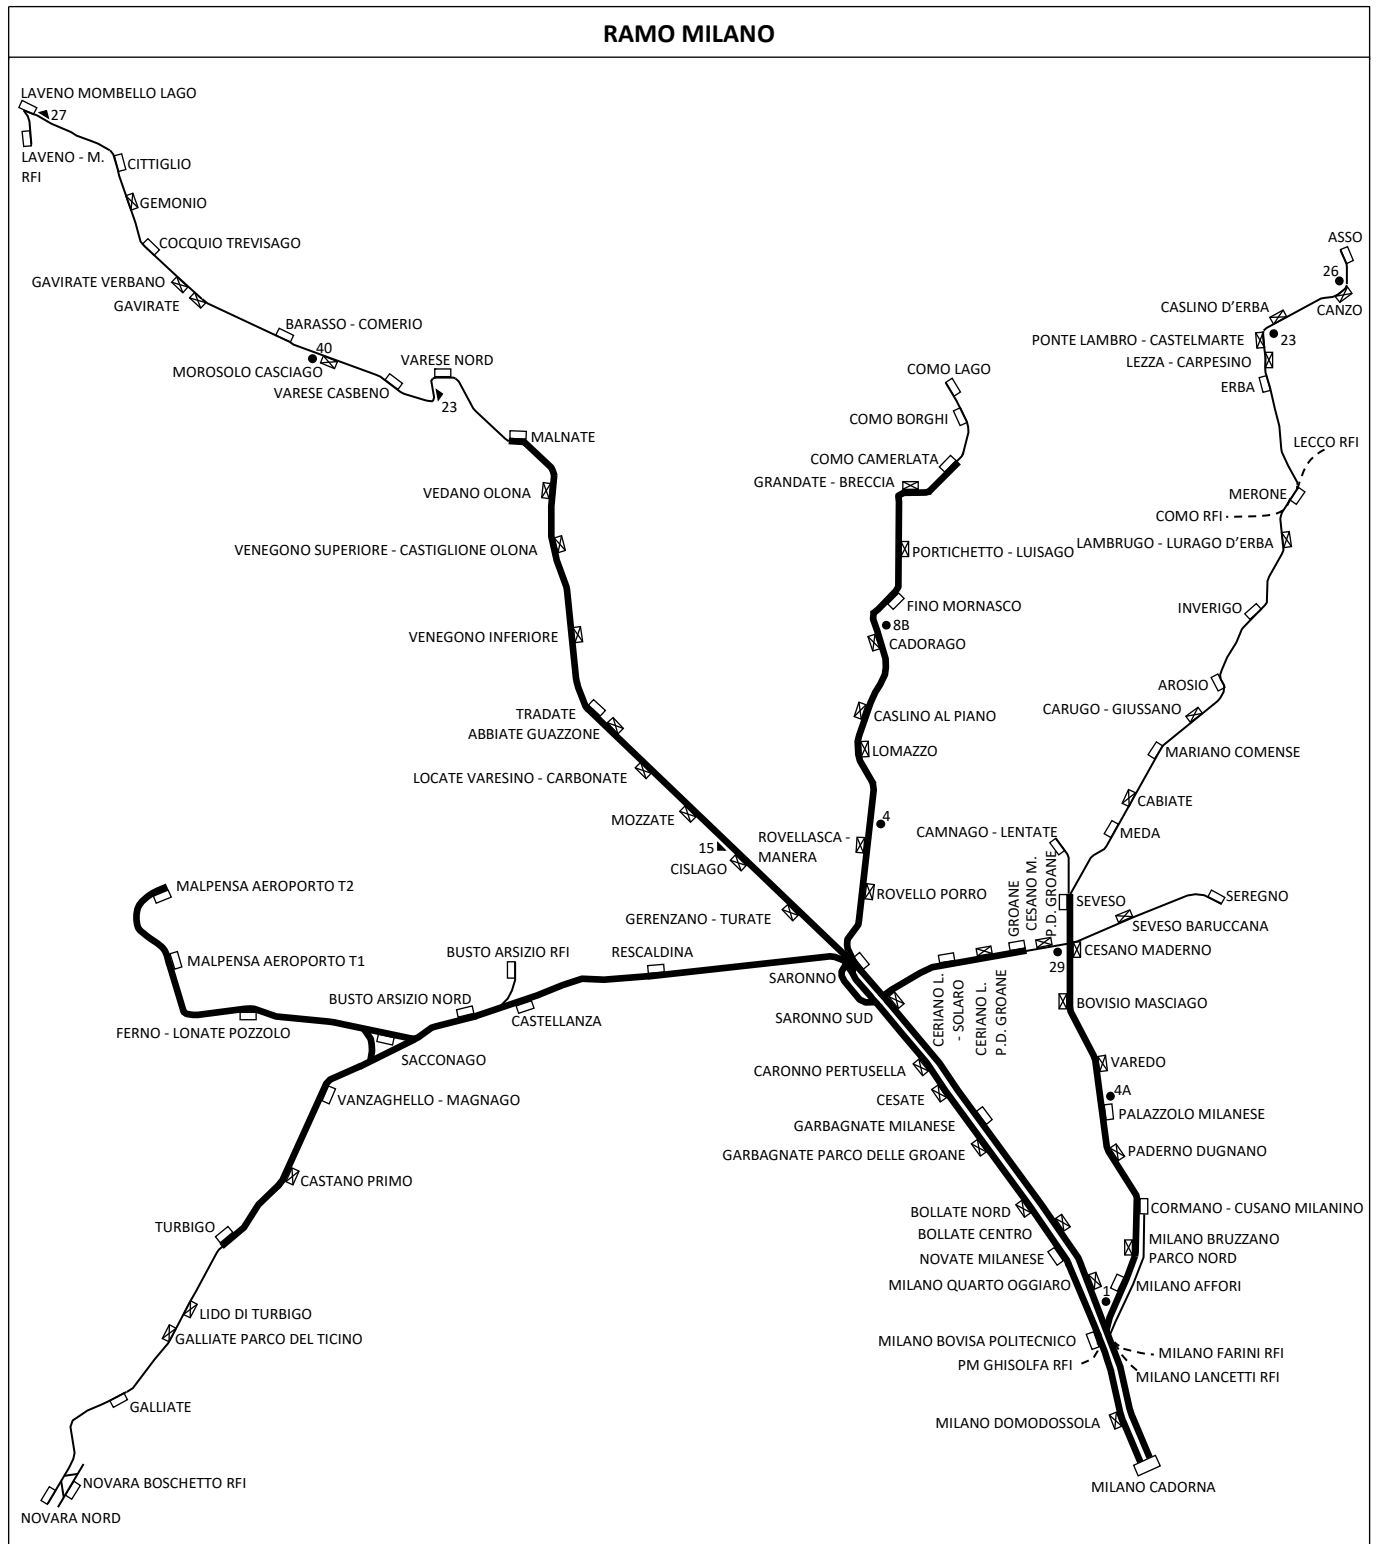 RAMO MILANO
LAVENO MOMBELLO LAGO
27
LAVENO - M.
RFI
CITTIGLIO
GEMONIO
COCQUIO TREVISAGO
GAVIRATE VERBANO
GAVIRATE
BARASSO - COMERIO
40
MOROSOLO CASCIAGO
VARESE CASBENO
VARESE NORD
23
MALNATE
VEDANO OLONA
VENEGONO SUPERIORE - CASTIGLIONE OLONA
VENEGONO INFERIORE
TRADATE
ABBIATE GUAZZONE
LOCATE VARESINO - CARBONATE
MOZZATE
15
CISLAGO
GERENZANO - TURATE
COMO LAGO
COMO BORGHI
COMO CAMERLATA
GRANDATE - BRECCIA
PORTICHETTO - LUISAGO
FINO MORNASCO
8B
CADORAGO
CASLINO AL PIANO
LOMAZZO
4
ROVELLASCA -
MANERA
ROVELLO PORRO
ASSO
26
CANZO
CASLINO D'ERBA
PONTE LAMBRO - CASTELMARTE
23
LEZZA - CARPESINO
ERBA
LECCO RFI
MERONE
COMO RFI
LAMBRUGO - LURAGO D'ERBA
INVERIGO
AROSIO
CARUGO - GIUSSANO
MARIANO COMENSE
CABIATE
MEDA
CAMNAGO - LENTATE
SEVESO
SEREGNO
SEVESO BARUCCANA
CESANO MADERNO
29
GROANE
CESANO M.
P.D. GROANE
CERIANO L.
- SOLARO
CERIANO L.
P.D. GROANE
BOVISIO MASCIAGO
VAREDO
4A
PALAZZOLO MILANESE
PADERNO DUGNANO
CORMANO - CUSANO MILANINO
MILANO BRUZZANO
PARCO NORD
MILANO AFFORI
1
MALPENSA AEROPORTO T2
MALPENSA AEROPORTO T1
FERNO - LONATE POZZOLO
BUSTO ARSIZIO NORD
BUSTO ARSIZIO RFI
RESCALDINA
CASTELLANZA
SACCONAGO
VANZAGHELLO - MAGNAGO
CASTANO PRIMO
TURBIGO
LIDO DI TURBIGO
GALLIATE PARCO DEL TICINO
GALLIATE
NOVARA BOSCHETTO RFI
NOVARA NORD
SARONNO
SARONNO SUD
CARONNO PERTUSELLA
CESATE
GARBAGNATE MILANESE
GARBAGNATE PARCO DELLE GROANE
BOLLATE NORD
BOLLATE CENTRO
NOVATE MILANESE
MILANO QUARTO OGGIARO
MILANO BOVISA POLITECNICO
PM GHISOLFA RFI
MILANO FARINI RFI
MILANO LANCETTI RFI
MILANO DOMODOSSOLA
MILANO CADORNA